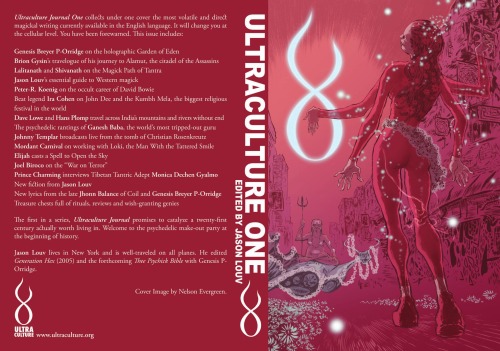 Ultraculture Journal One collects under one cover the most volatile and direct
magickal writing currently available in the English language. It will change you at
the cellular level. You have been forewarned. This issue includes:
Genesis Breyer P-Orridge on the holographic Garden of Eden
Brion Gysin's travelogue of his journey to Alamut, the citadel of the Assassins
Lalitanath and Shivanath on the Magick Path of Tantra
Jason Louv's essential guide to Western magick
Peter-R. Koenig on the occult career of David Bowie
Beat legend Ira Cohen on John Dee and the Kumbh Mela, the biggest religious
festival in the world
Dave Lowe and Hans Plomp travel across India's mountains and rivers without end
The psychedelic rantings of Ganesh Baba, the world's most tripped-out guru
Johnny Templar broadcasts live from the tomb of Christian Rosenkreutz
Mordant Carnival on working with Loki, the Man With The Tattered Smile
Elijah casts a Spell to Open the Sky
Joel Biroco on the "War on Terror"
Prince Charming interviews Tibetan Tantric Adept Monica Dechen Gyalmo
New fiction from Jason Louv
New lyrics from the late Jhonn Balance of Coil and Genesis Breyer P-Orridge
Treasure chests full of rituals, reviews and wish-granting genies
The first in a series, Ultraculture Journal promises to catalyze a twenty-first
century actually worth living in. Welcome to the psychedelic make-out party at
the beginning of history.
Jason Louv lives in New York and is well-traveled on all planes. He edited
Generation Hex (2005) and the forthcoming Thee Psychick Bible with Genesis P-
Orridge.
Cover Image by Nelson Evergreen.
ULTRA
CULTURE www.ultraculture.org
ULTRACULTURE ONE
EDITED BY JASON LOUV